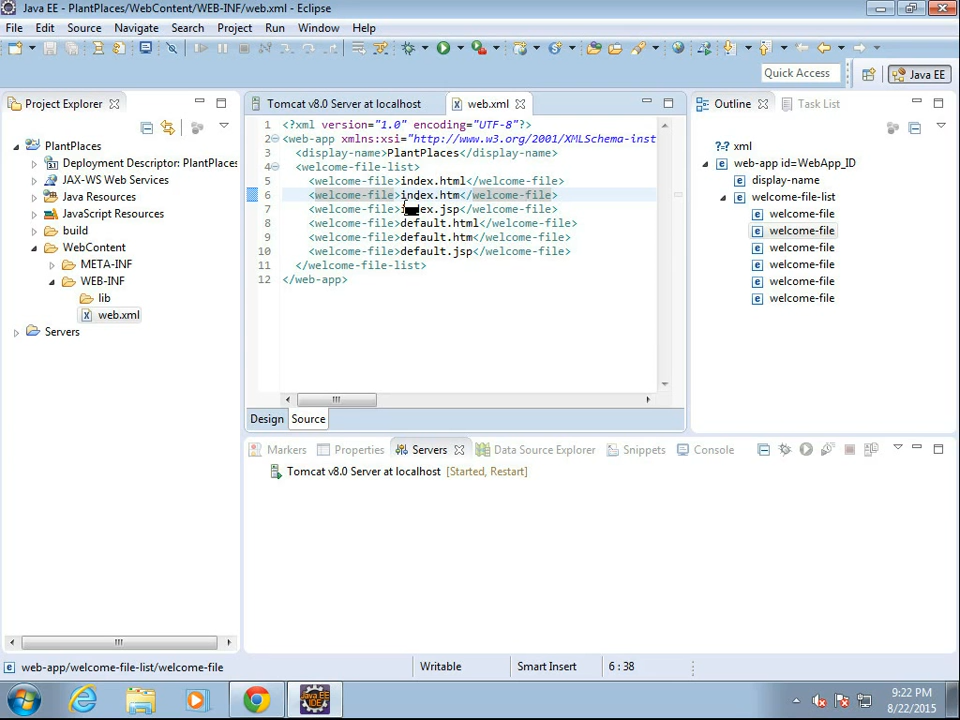 Java EE - PlantPlaces/WebContent/WEB-INF/web.xml - Eclipse
File Edit Source Navigate Search Project Run Window Help
Quick Access
Java EE
Project Explorer
PlantPlaces
Deployment Descriptor: PlantPlaces
JAX-WS Web Services
Java Resources
JavaScript Resources
build
WebContent
META-INF
WEB-INF
lib
web.xml
Servers
Tomcat v8.0 Server at localhost
web.xml
1 <?xml version="1.0" encoding="UTF-8"?>
2 <web-app xmlns:xsi="http://www.w3.org/2001/XMLSchema-inst
3 <display-name>PlantPlaces</display-name>
4 <welcome-file-list>
5 <welcome-file>index.html</welcome-file>
6 <welcome-file>index.htm</welcome-file>
7 <welcome-file>index.jsp</welcome-file>
8 <welcome-file>default.html</welcome-file>
9 <welcome-file>default.htm</welcome-file>
10 <welcome-file>default.jsp</welcome-file>
11 </welcome-file-list>
12 </web-app>
Design Source
Outline Task List
xml
web-app id=WebApp_ID
display-name
welcome-file-list
welcome-file
welcome-file
welcome-file
welcome-file
welcome-file
welcome-file
Markers Properties Servers Data Source Explorer Snippets Console
Tomcat v8.0 Server at localhost [Started, Restart]
web-app/welcome-file-list/welcome-file
Writable
Smart Insert
6 : 38
Java EE
IDE
9:22 PM
8/22/2015